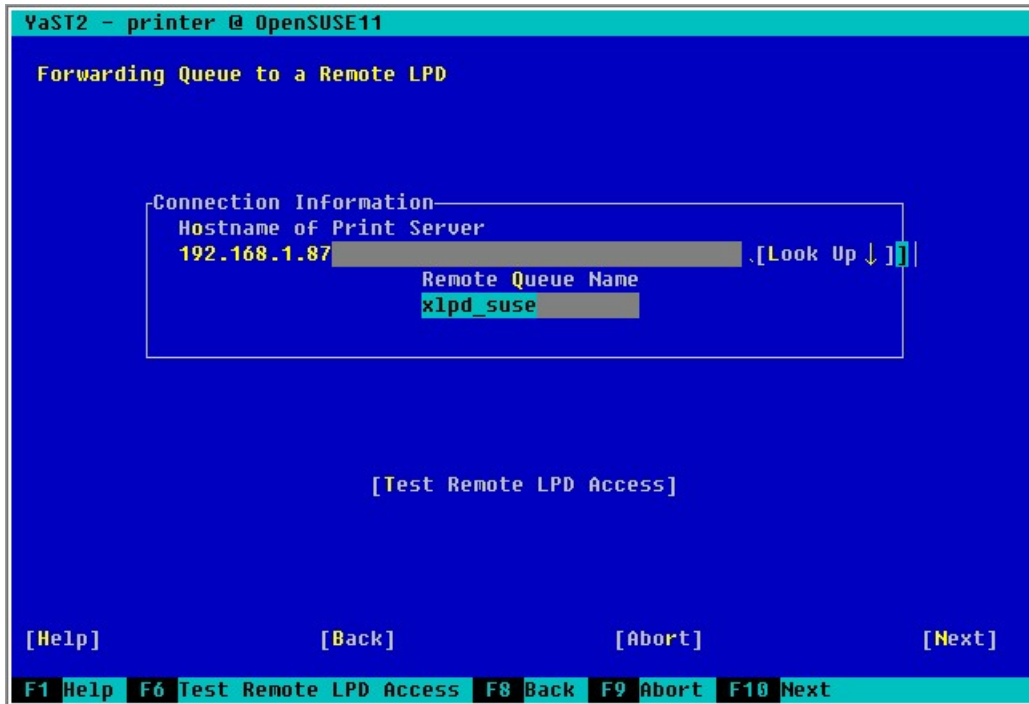 YaST2 - printer @ OpenSUSE11
Forwarding Queue to a Remote LPD
Connection Information
Hostname of Print Server
192.168.1.87 [Look Up ↓ ]]
Remote Queue Name
xlpd_suse
[Test Remote LPD Access]
[Help] [Back] [Abort] [Next]
F1 Help F6 Test Remote LPD Access F8 Back F9 Abort F10 Next